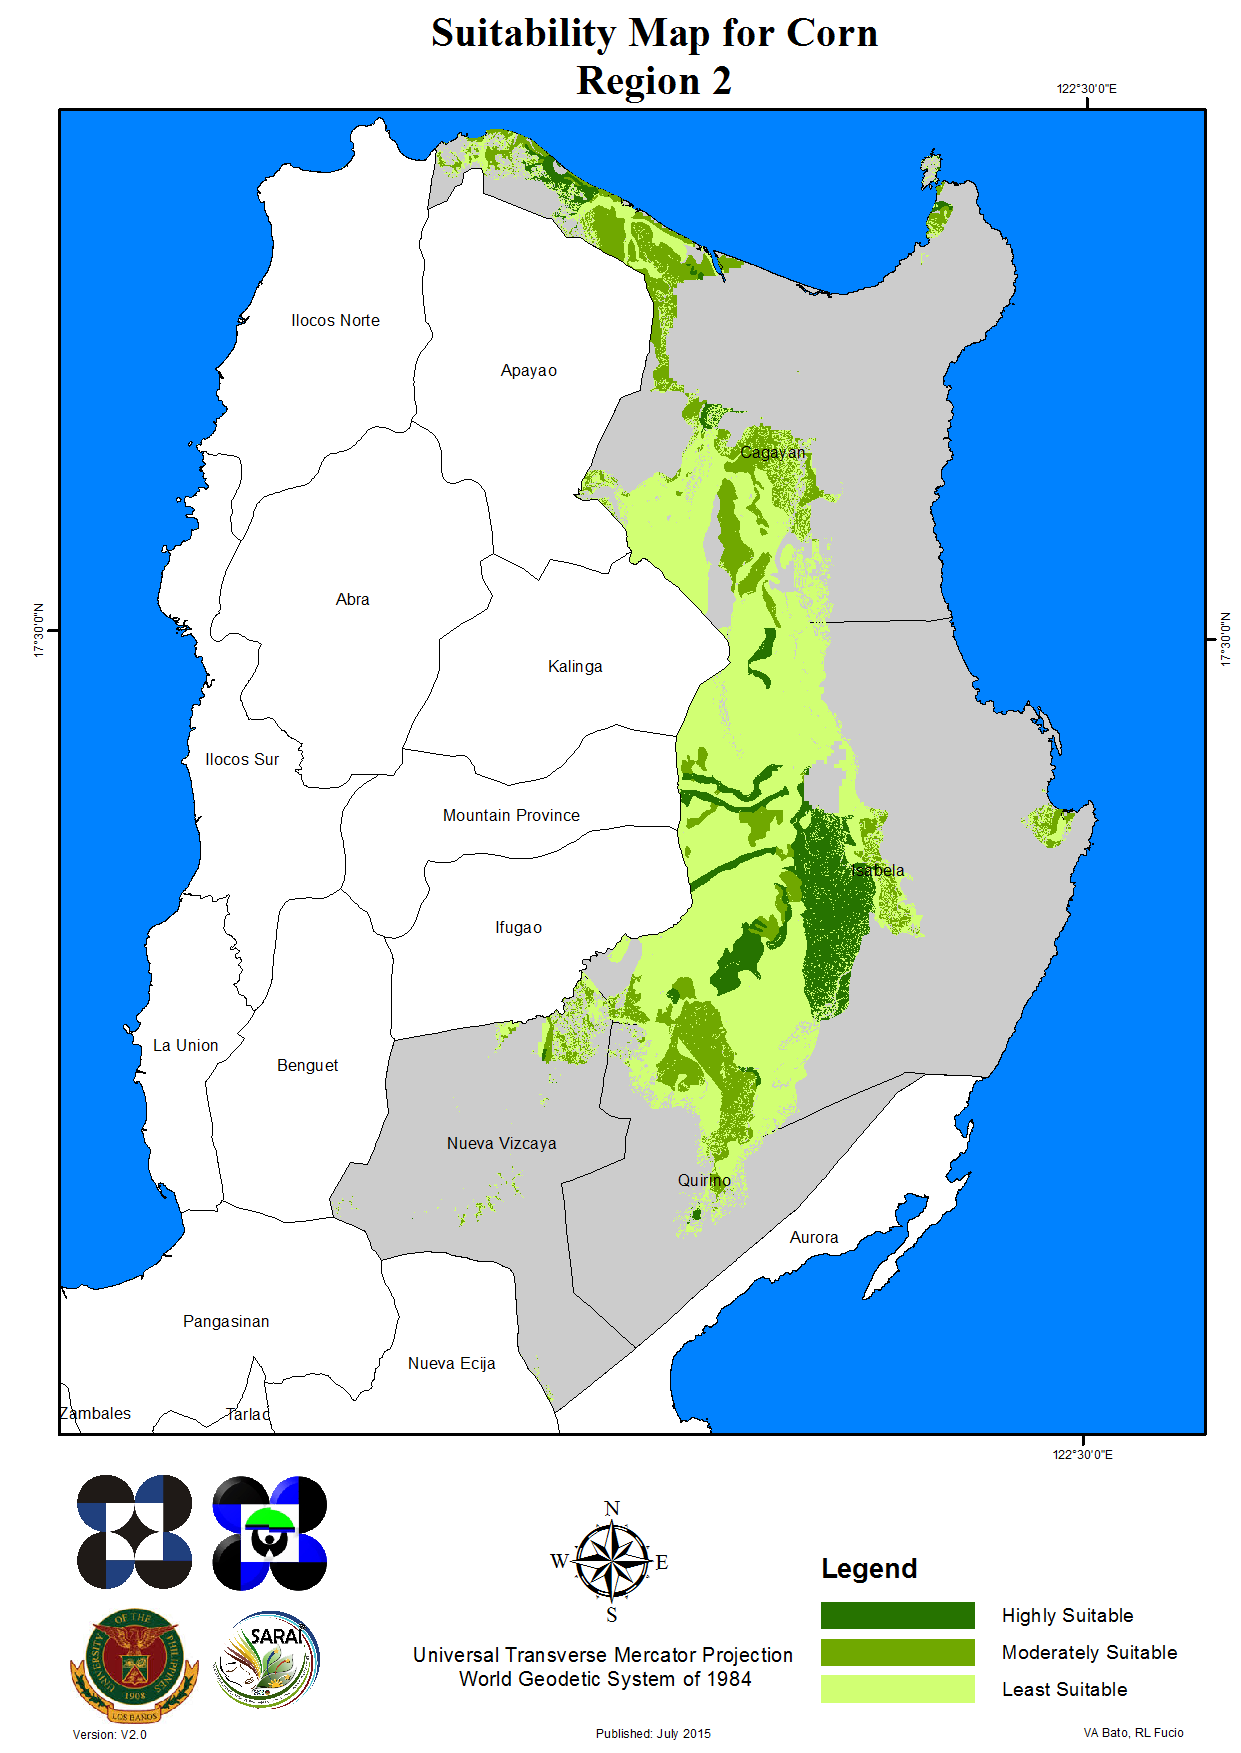 Suitability Map for Corn
Region 2
122°30'0"E
17°30'0"N
17°30'0"N
Ilocos Norte
Apayao
Cagayan
Abra
Kalinga
Ilocos Sur
Mountain Province
Isabela
Ifugao
La Union
Benguet
Nueva Vizcaya
Quirino
Aurora
Pangasinan
Nueva Ecija
Zambales
Tarlac
122°30'0"E
N
W
E
S
Legend
Highly Suitable
Moderately Suitable
Least Suitable
UNIVERSITY OF THE PHILIPPINES
1908
LOS BAÑOS
SARAI
Universal Transverse Mercator Projection
World Geodetic System of 1984
Version: V2.0
Published: July 2015
VA Bato, RL Fucio